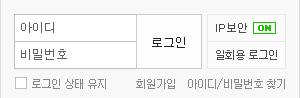 아이디
비밀번호
로그인
IP보안 ON
일회용 로그인
로그인 상태 유지
회원가입 아이디/비밀번호 찾기